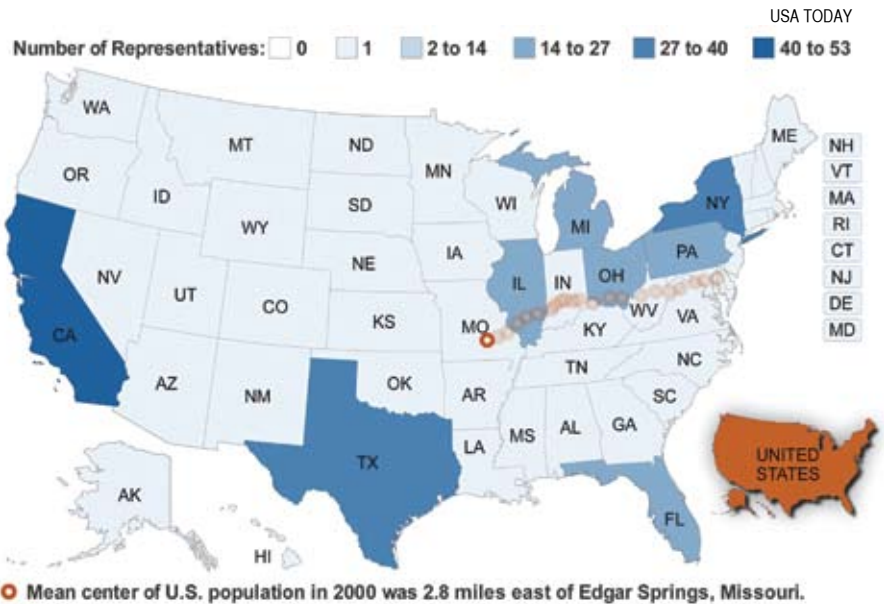 USA TODAY
Number of Representatives: 0 1 2 to 14 14 to 27 27 to 40 40 to 53
WA
MT
ND
MN
ME
NH
OR
ID
SD
WI
MI
NY
VT
WY
MA
RI
NE
IA
IL
IN
OH
PA
CT
NV
UT
CO
KS
MO
KY
WV
VA
NJ
DE
MD
CA
AZ
NM
OK
AR
TN
NC
SC
TX
LA
MS
AL
GA
UNITED
STATES
AK
HI
FL
Mean center of U.S. population in 2000 was 2.8 miles east of Edgar Springs, Missouri.